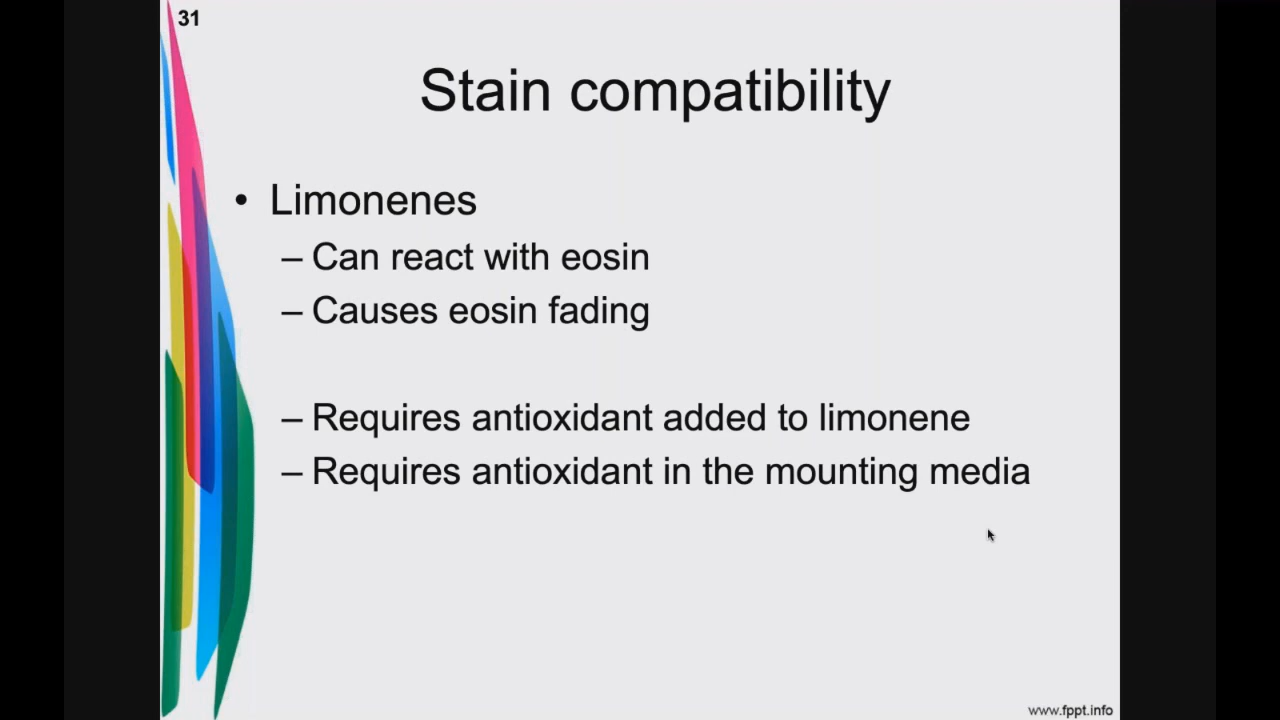 31
Stain compatibility
• Limonenes
– Can react with eosin
– Causes eosin fading
– Requires antioxidant added to limonene
– Requires antioxidant in the mounting media
www.fppt.info